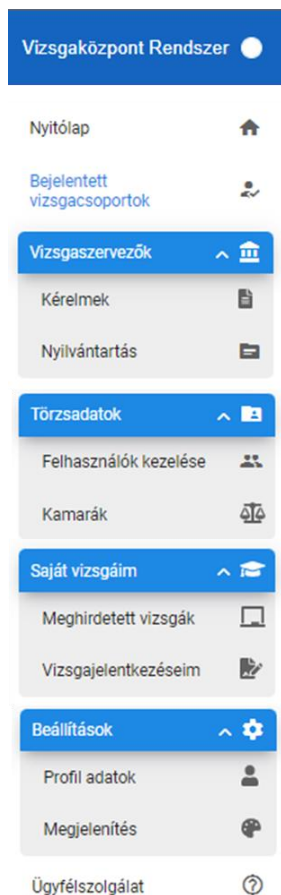 Vizsgaközpont Rendszer
Nyitólap
Bejelentett
vizsgacsoportok
Vizsgaszervezők
Kérelmek
Nyilvántartás
Törzsadatok
Felhasználók kezelése
Kamarák
Saját vizsgáim
Meghirdetett vizsgák
Vizsgajelentkezéseim
Beállítások
Profil adatok
Megjelenítés
Ügyfélszolgálat